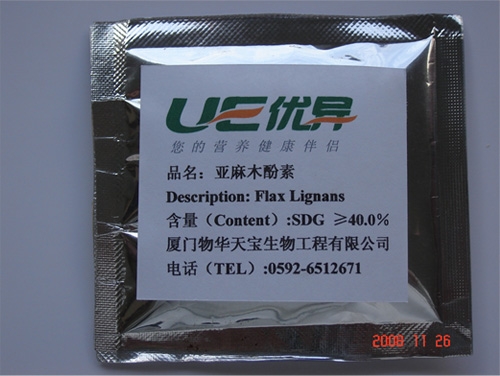 UE优异
您的营养健康伴侣
品名：亚麻木酚素
Description: Flax Lignans
含量（Content）:SDG ≥40.0%
厦门物华天宝生物工程有限公司
电话（TEL）:0592-6512671
2008 11 26